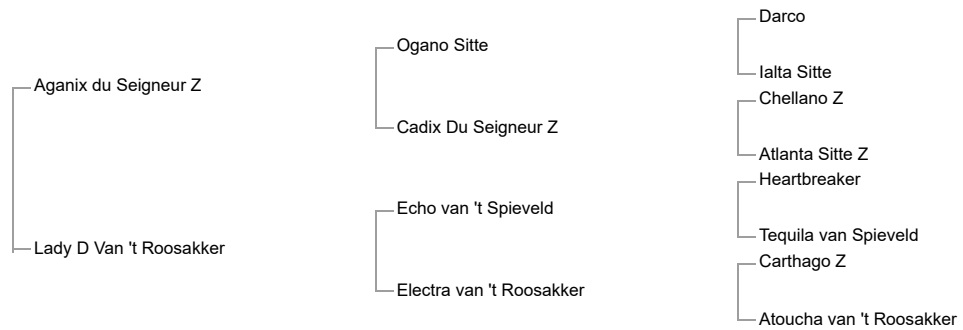 Darco
Ogano Sitte
Ialta Sitte
Aganix du Seigneur Z
Chellano Z
Cadix Du Seigneur Z
Atlanta Sitte Z
Heartbreaker
Echo van 't Spieveld
Tequila van Spieveld
Lady D Van 't Roosakker
Carthago Z
Electra van 't Roosakker
Atoucha van 't Roosakker